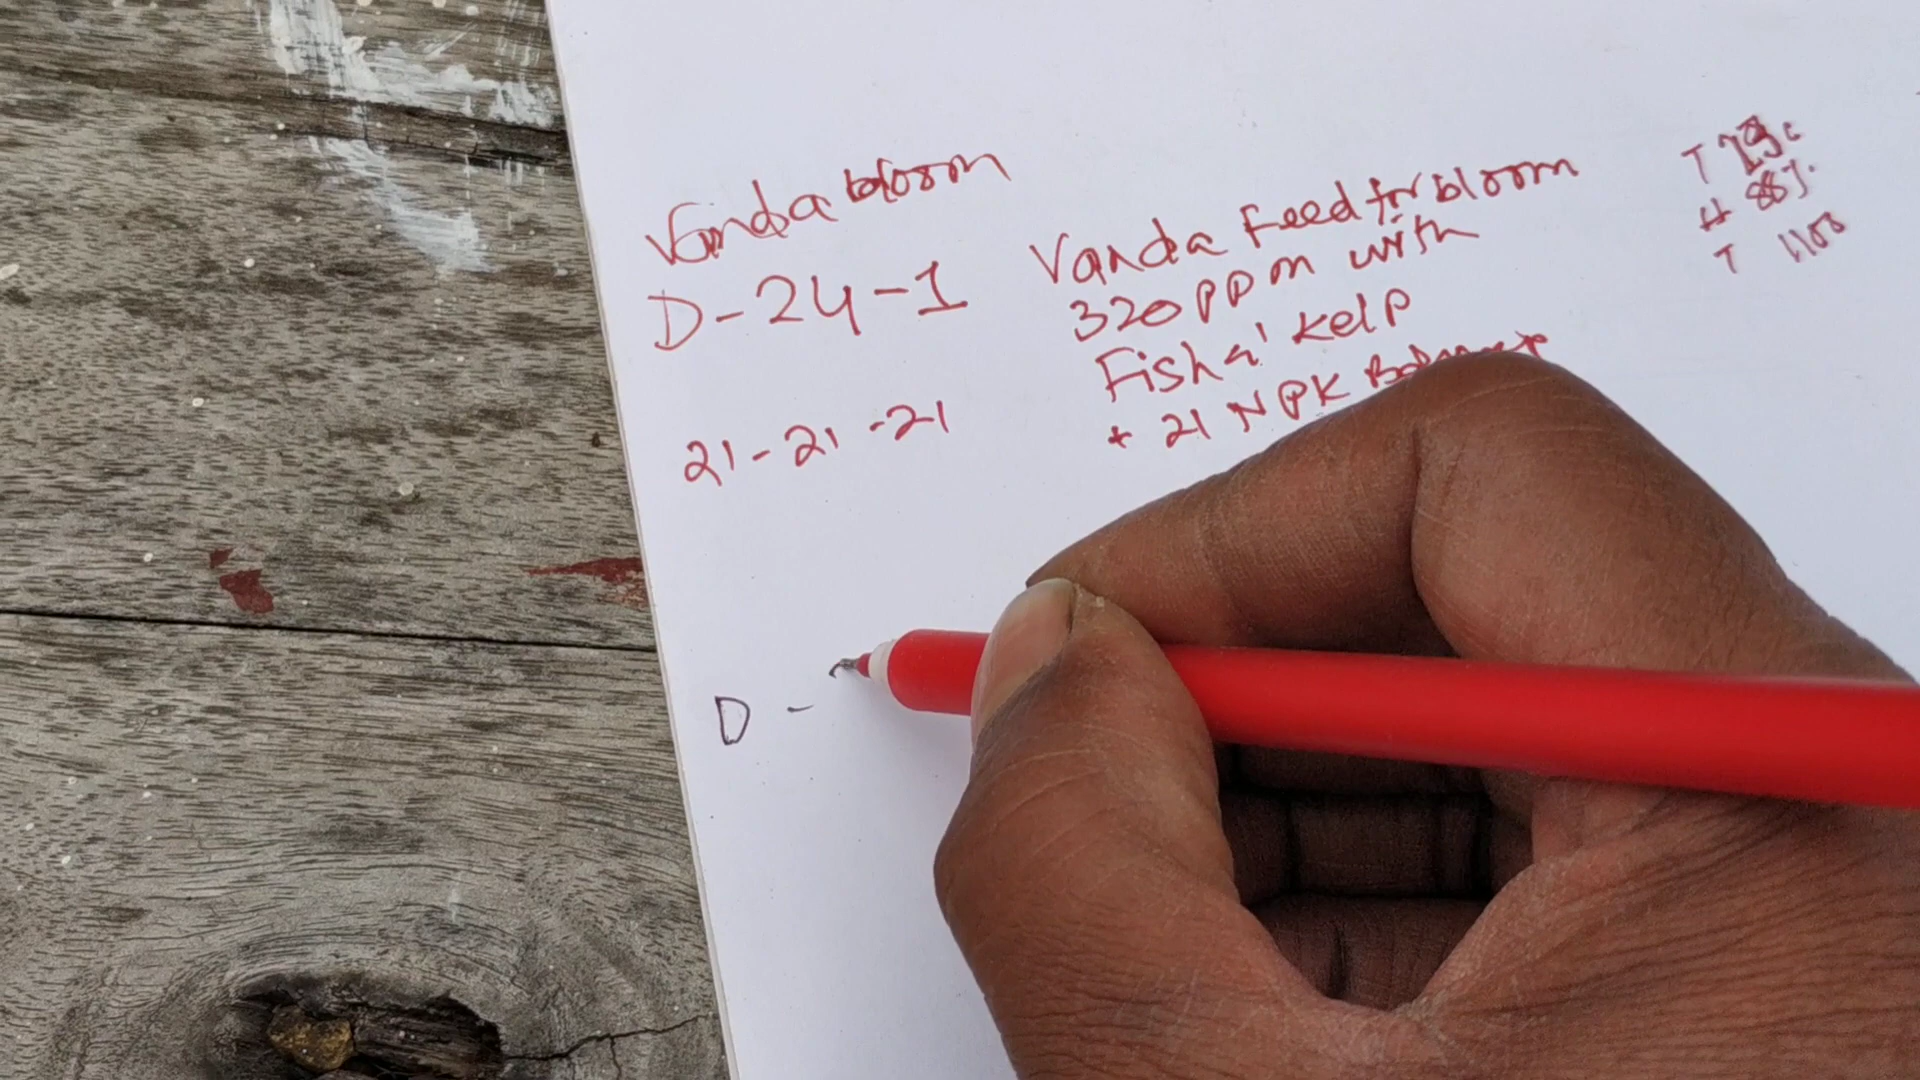 Vanda bloom
D-24-1
21-21-21
Vanda Feed for bloom
320 PPm with
Fish & Kelp
+ 21 NPK
T
H 88%
T 1100
D -